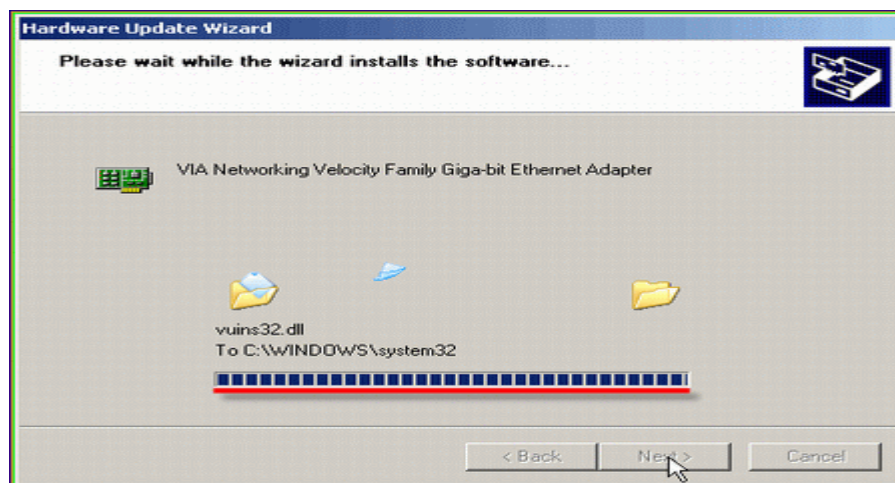 Hardware Update Wizard
Please wait while the wizard installs the software...
VIA Networking Velocity Family Giga-bit Ethernet Adapter
vuins32.dll
To C:\WINDOWS\system32
< Back Next > Cancel